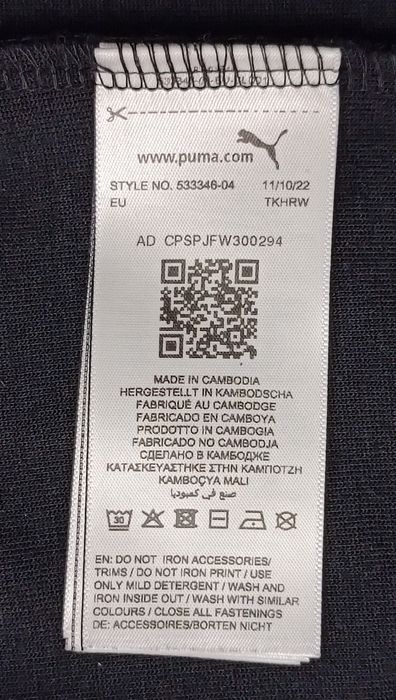 www.puma.com
STYLE NO. 533346-04 11/10/22
EU TKHRW
AD CPSPJFW300294
MADE IN CAMBODIA
HERGESTELLT IN KAMBODSCHA
FABRIQUÉ AU CAMBODGE
FABRICADO EN CAMBOYA
PRODOTTO IN CAMBOGIA
FABRICADO NO CAMBODJA
СДЕЛАНО В КАМБОДЖЕ
ΚΑΤΑΣΚΕΥΑΣΤΗΚΕ ΣΤΗΝ ΚΑΜΠΟΤΖΗ
KAMBOÇYA MALI
صنع في كمبوديا
30
EN: DO NOT IRON ACCESSORIES/
TRIMS / DO NOT IRON PRINT / USE
ONLY MILD DETERGENT / WASH AND
IRON INSIDE OUT / WASH WITH SIMILAR
COLOURS / CLOSE ALL FASTENINGS
DE: ACCESSOIRES/BORTEN NICHT